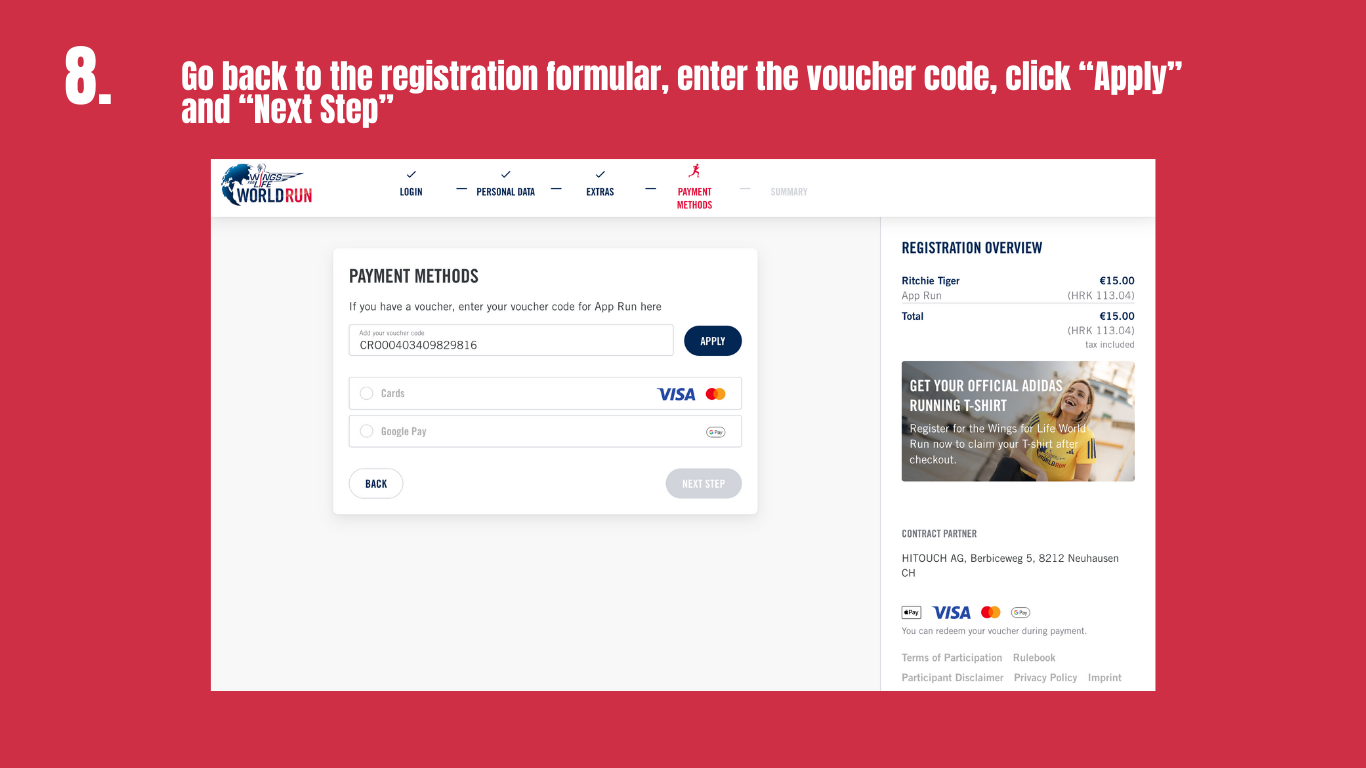 8.
Go back to the registration formular, enter the voucher code, click “Apply”
and “Next Step”
WINGS
FOR LIFE
WORLD RUN
LOGIN
PERSONAL DATA
EXTRAS
PAYMENT
METHODS
SUMMARY
PAYMENT METHODS
If you have a voucher, enter your voucher code for App Run here
Add your voucher code
CRO00403409829816
APPLY
Cards
VISA
Google Pay
G Pay
BACK
NEXT STEP
REGISTRATION OVERVIEW
Ritchie Tiger €15.00
App Run (HRK 113.04)
Total €15.00
(HRK 113.04)
tax included
GET YOUR OFFICIAL ADIDAS
RUNNING T-SHIRT
Register for the Wings for Life World
Run now to claim your T-shirt after
checkout.
WORLD RUN
CONTRACT PARTNER
HITOUCH AG, Berbiceweg 5, 8212 Neuhausen
CH
Pay VISA G Pay
You can redeem your voucher during payment.
Terms of Participation Rulebook
Participant Disclaimer Privacy Policy Imprint